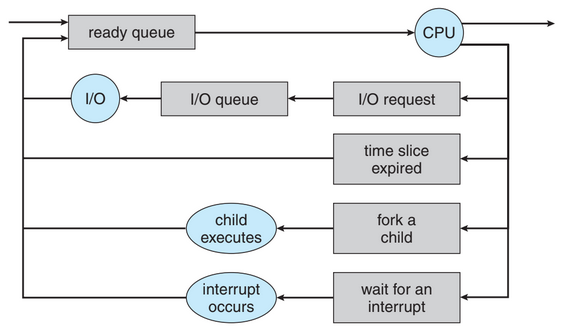 ready queue
CPU
I/O
I/O queue
I/O request
time slice
expired
child
executes
fork a
child
interrupt
occurs
wait for an
interrupt